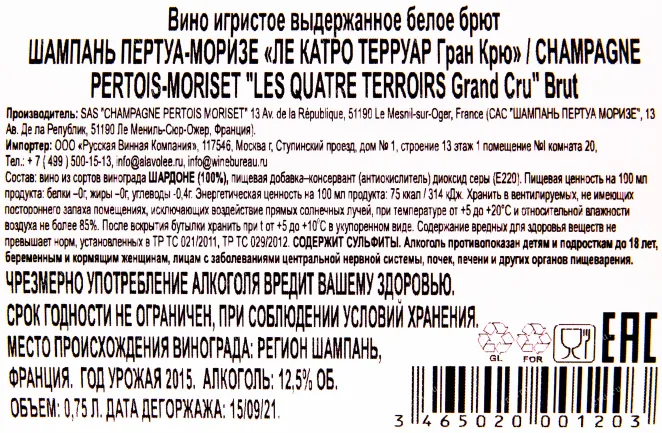 Вино игристое выдержанное белое брют
ШАМПАНЬ ПЕРТУА-МОРИЗЕ «ЛЕ КАТРО ТЕРРУАР Гран Крю» / CHAMPAGNE
PERTOIS-MORISET "LES QUATRE TERROIRS Grand Cru" Brut
Производитель: SAS "CHAMPAGNE PERTOIS MORISET" 13 Av. de la République, 51190 Le Mesnil-sur-Oger, France (САС "ШАМПАНЬ ПЕРТУА МОРИЗЕ", 13
Ав. Де ла Републик, 51190 Ле Мениль-Сюр-Ожер, Франция).
Импортер: ООО «Русская Винная Компания», 117546, Москва г, Ступинский проезд, дом № 1, строение 13 этаж 1 помещение №I комната 20,
Тел.: + 7 ( 499 ) 500-15-13, info@alavolee.ru, info@winebureau.ru
Состав: вино из сортов винограда ШАРДОНЕ (100%), пищевая добавка–консервант (антиокислитель) диоксид серы (Е220). Пищевая ценность на 100 мл
продукта: белки –0г, жиры –0г, углеводы -0,4г. Энергетическая ценность на 100 мл продукта: 75 ккал / 314 кДж. Хранить в вентилируемых, не имеющих
постороннего запаха помещениях, исключающих воздействие прямых солнечных лучей, при температуре от +5 до +20°С и относительной влажности
воздуха не более 85%. После вскрытия бутылки хранить при t от +5 до +10°С в укупоренном виде. Содержание вредных для здоровья веществ не
превышает норм, установленных в ТР ТС 021/2011, ТР ТС 029/2012. СОДЕРЖИТ СУЛЬФИТЫ. Алкоголь противопоказан детям и подросткам до 18 лет,
беременным и кормящим женщинам, лицам с заболеваниями центральной нервной системы, почек, печени и других органов пищеварения.
ЧРЕЗМЕРНО УПОТРЕБЛЕНИЕ АЛКОГОЛЯ ВРЕДИТ ВАШЕМУ ЗДОРОВЬЮ.
СРОК ГОДНОСТИ НЕ ОГРАНИЧЕН, ПРИ СОБЛЮДЕНИИ УСЛОВИЙ ХРАНЕНИЯ.
МЕСТО ПРОИСХОЖДЕНИЯ ВИНОГРАДА: РЕГИОН ШАМПАНЬ,
GL FOR EAC
ФРАНЦИЯ. ГОД УРОЖАЯ 2015. АЛКОГОЛЬ: 12,5% ОБ.
ОБЪЕМ: 0,75 Л. ДАТА ДЕГОРЖАЖА: 15/09/21.
3 465020 001203